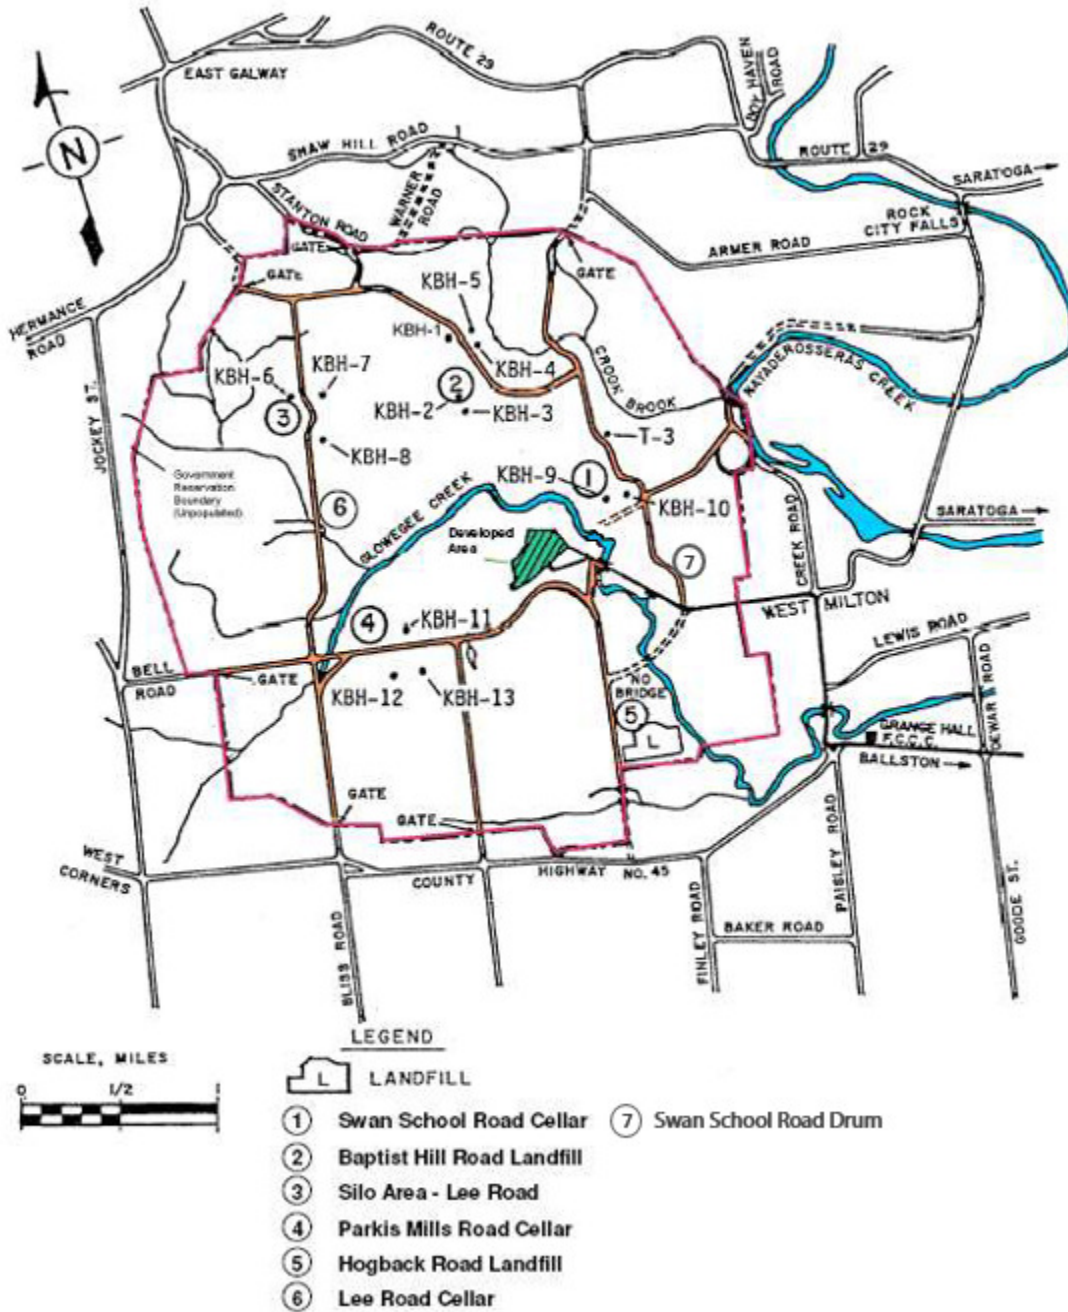 ROUTE 29
DOY HAVEN
ROAD
EAST GALWAY
N
SHAW HILL ROAD
ROUTE 29
SARATOGA
WARNER
ROAD
STANTON ROAD
ROCK
CITY FALLS
GATE
ARMER ROAD
GATE
GATE
KBH-5
HERMANCE
ROAD
KBH-1
KBH-4
CROOK BROOK
KAYADEROSSERAS CREEK
KBH-7
KBH-6
2
3
KBH-2
KBH-3
JOCKEY ST.
T-3
KBH-8
Government
Reservation
Boundary
(Unpopulated)
KBH-9
1
GLOWEGEE CREEK
KBH-10
6
SARATOGA
Developed
Area
7
CREEK ROAD
WEST MILTON
4
KBH-11
LEWIS ROAD
BELL
ROAD
GATE
NO
BRIDGE
KBH-12
KBH-13
5
L
GRANGE HALL
F.C.C.C.
DEWAR ROAD
BALLSTON
GATE
GATE
WEST
CORNERS
COUNTY HIGHWAY NO. 45
PAISLEY ROAD
BLISS ROAD
FINLEY ROAD
BAKER ROAD
GOODE ST.
LEGEND
SCALE, MILES
0 1/2 1
L LANDFILL
1 Swan School Road Cellar 7 Swan School Road Drum
2 Baptist Hill Road Landfill
3 Silo Area - Lee Road
4 Parkis Mills Road Cellar
5 Hogback Road Landfill
6 Lee Road Cellar